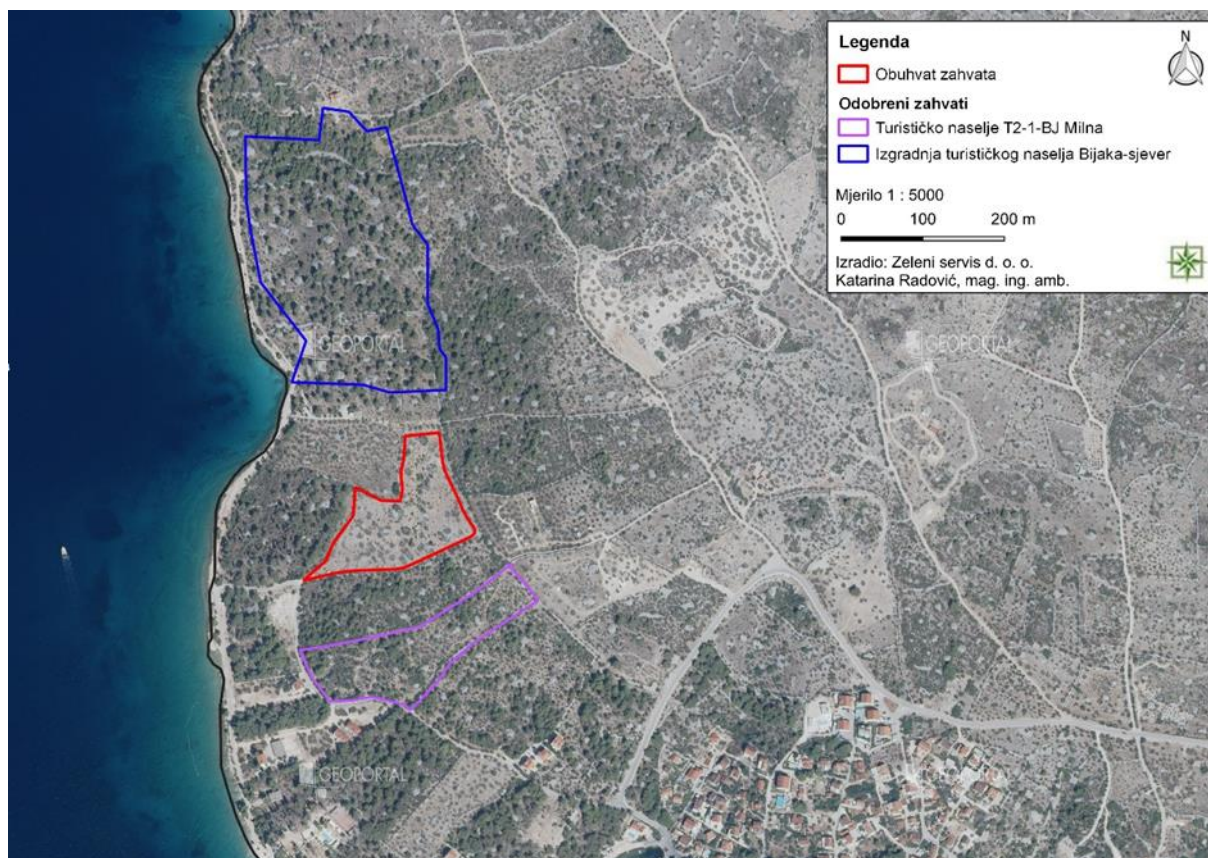 Legenda
N
Obuhvat zahvata
Odobreni zahvati
Turističko naselje T2-1-BJ Milna
Izgradnja turističkog naselja Bijaka-sjever
Mjerilo 1 : 5000
0 100 200 m
Izradio: Zeleni servis d. o. o.
Katarina Radović, mag. ing. amb.
GEOPORTAL
GEOPORTAL
GEOPORTAL
GEOPORTAL